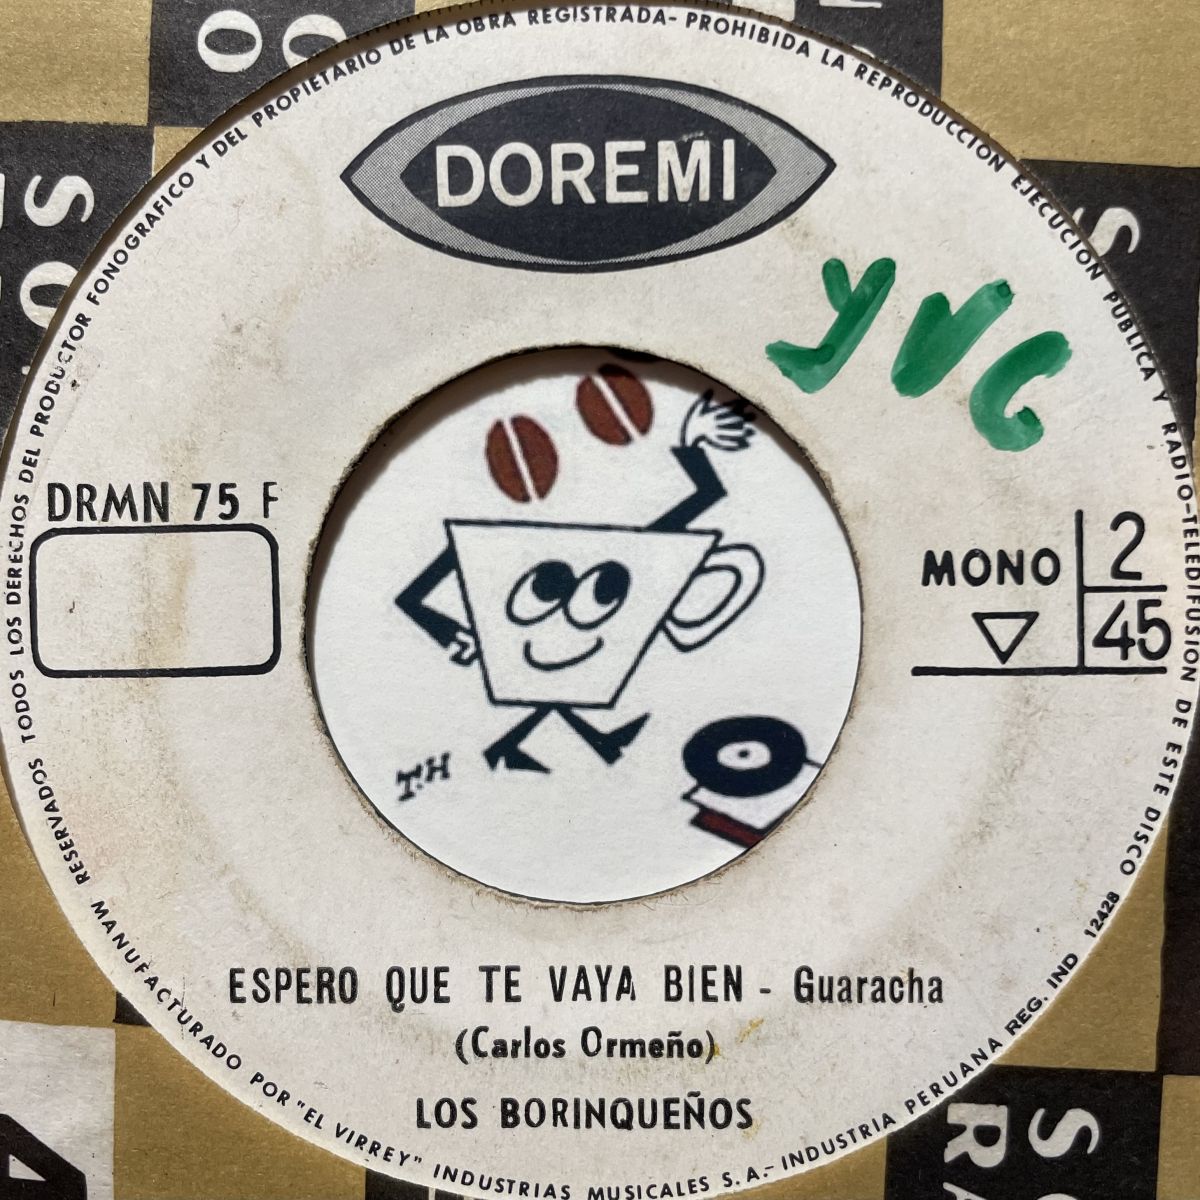 TODOS LOS DERECHOS DEL PRODUCTOR FONOGRAFICO Y DEL PROPIETARIO DE LA OBRA REGISTRADA- PROHIBIDA LA REPRODUCCION EJECUCION PUBLICA Y RADIO-TELEDIFUSION DE ESTE DISCO
DOREMI
YVC
DRMN 75 F
MONO 2
45
T.H
ESPERO QUE TE VAYA BIEN - Guaracha
(Carlos Ormeño)
LOS BORINQUEÑOS
RESERVADOS MANUFACTURADO POR "EL VIRREY" INDUSTRIAS MUSICALES S.A.- INDUSTRIA PERUANA REG. IND 12428